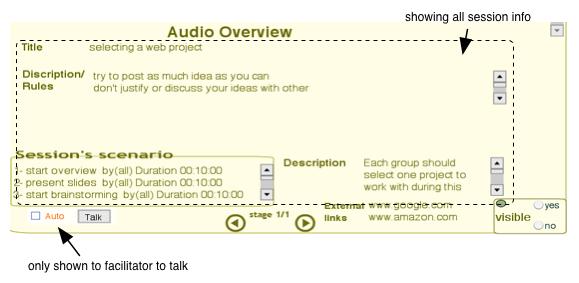 showing all session info
Audio Overview
Title selecting a web project
Discription/ try to post as much idea as you can
Rules don't justify or discuss your ideas with other
Session's scenario
1- start overview by(all) Duration 00:10:00
2- present slides by(all) Duration 00:10:00
3- start brainstorming by(all) Duration 00:10:00
Description Each group should
select one project to
work with during this
Auto Talk
stage 1/1
External www.google.com
links www.amazon.com
visible yes
no
only shown to facilitator to talk